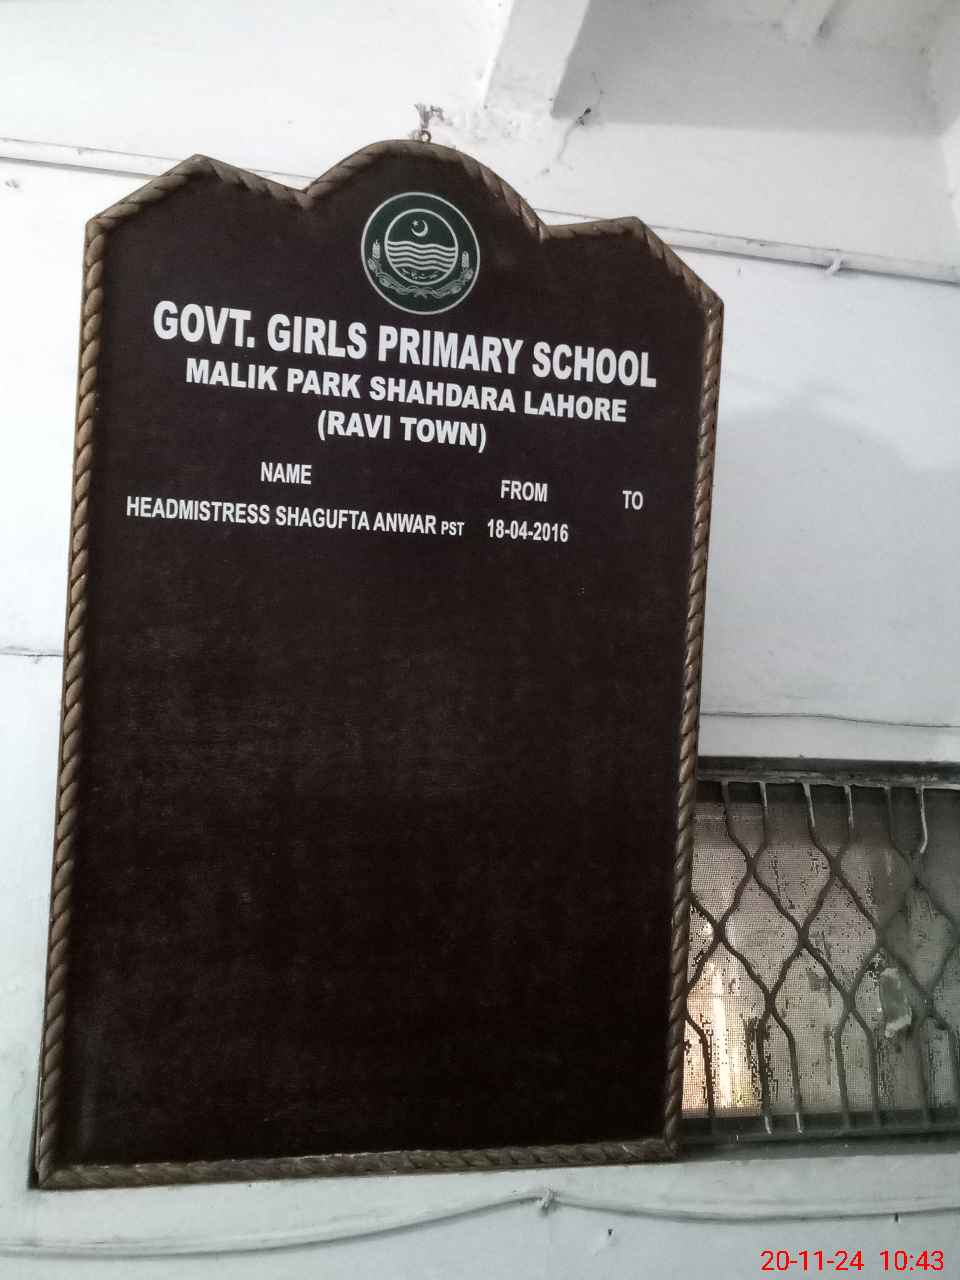 GOVT. GIRLS PRIMARY SCHOOL
MALIK PARK SHAHDARA LAHORE
(RAVI TOWN)
NAME FROM TO
HEADMISTRESS SHAGUFTA ANWAR PST 18-04-2016
20-11-24 10:43